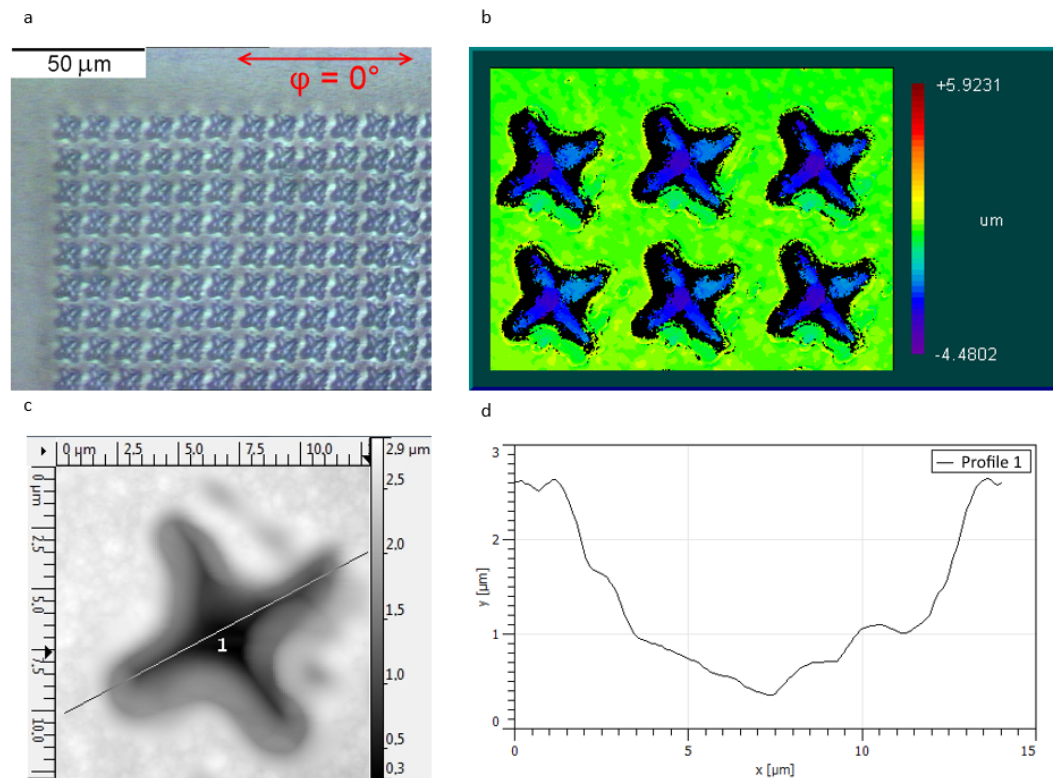 a
50 µm
φ = 0°
b
+5.9231
um
-4.4802
c
0 µm 2,5 5,0 7,5 10,0
0 µm
2,5
5,0
7,5
10,0
1
2,9 µm
2,5
2,0
1,5
1,0
0,5
0,3
d
3
2
1
0
y [µm]
Profile 1
0 5 10 15
x [µm]